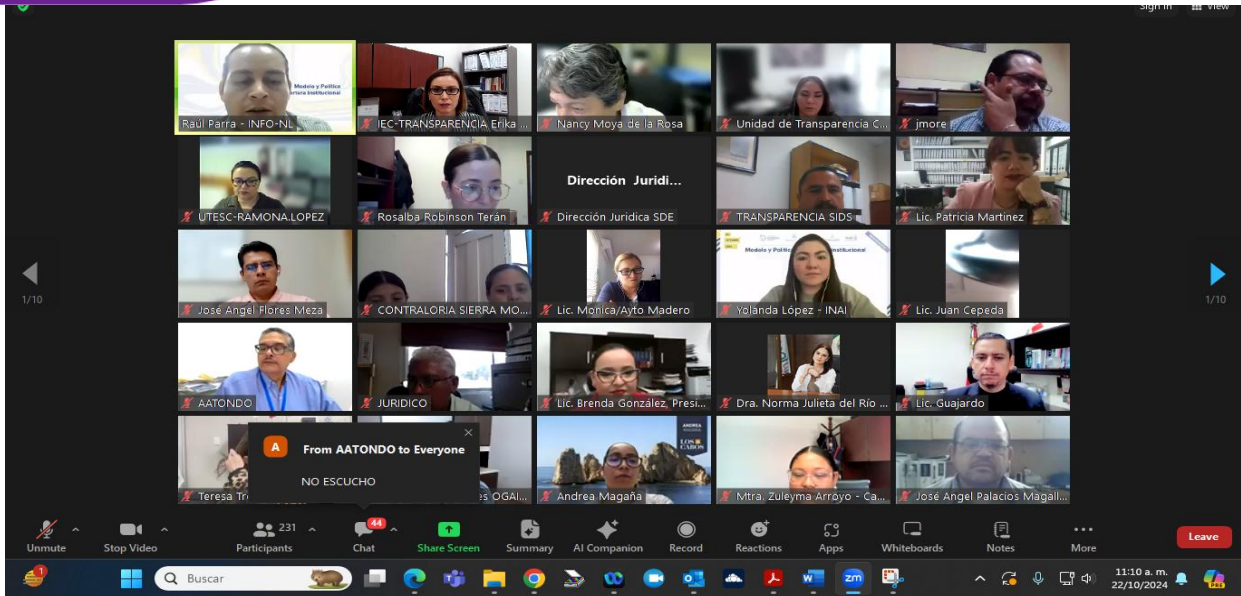 Sign in View
Modelo y Política
Raúl Parra - INFO-NL
IEC-TRANSPARENCIA Erika ...
Nancy Moya de la Rosa
Unidad de Transparencia C...
jmore
UTESC-RAMONA.LOPEZ
Rosalba Robinson Terán
Dirección Juridi...
Dirección Juridica SDE
TRANSPARENCIA SIDS
Lic. Patricia Martinez
1/10
José Angel Flores Meza
CONTRALORIA SIERRA MO...
Lic. Monica/Ayto Madero
Yolanda López - INAI
Lic. Juan Cepeda
1/10
AATONDO
JURIDICO
Lic. Brenda González, Presi...
Dra. Norma Julieta del Río ...
Lic. Guajardo
A
From AATONDO to Everyone
NO ESCUCHO
ANDREA
LOS
CABOS
Teresa Tr
es OGAI...
Andrea Magaña
Mtra. Zuleyma Arroyo - Ca...
José Angel Palacios Magall...
231
44
Unmute
Stop Video
Participants
Chat
Share Screen
Summary
AI Companion
Record
Reactions
Apps
Whiteboards
Notes
More
Leave
1
Buscar
zm
11:10 a. m.
22/10/2024
PRE